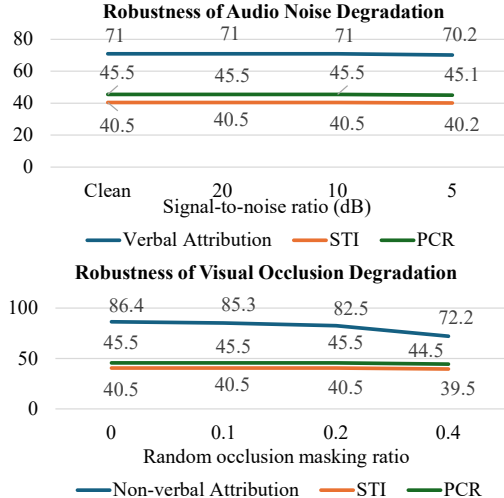 Robustness of Audio Noise Degradation
80
71 71 71 70.2
60
45.5 45.5 45.5 45.1
40
40.5 40.5 40.5 40.2
20
0
Clean 20 10 5
Signal-to-noise ratio (dB)
Verbal Attribution STI PCR
Robustness of Visual Occlusion Degradation
100
86.4 85.3 82.5 72.2
45.5 45.5 45.5 44.5
50
40.5 40.5 40.5 39.5
0
0 0.1 0.2 0.4
Random occlusion masking ratio
Non-verbal Attribution STI PCR